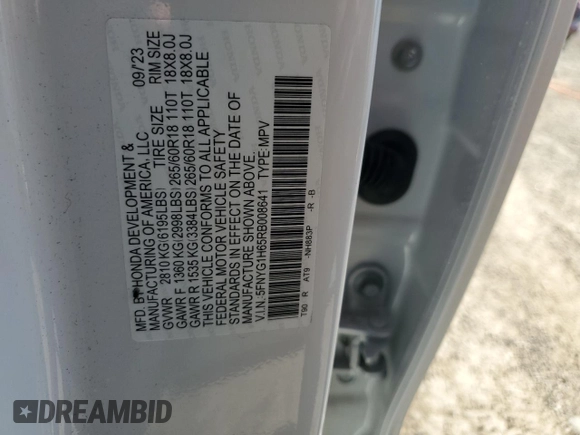 MFD. BY HONDA DEVELOPMENT & 09/'23
MANUFACTURING OF AMERICA, LLC
TIRE SIZE RIM SIZE
GVWR 2810 KG(6195LBS)
GAWR F 1360 KG(2998LBS) 265/60R18 110T 18X8.0J
GAWR R 1535 KG(3384LBS) 265/60R18 110T 18X8.0J
THIS VEHICLE CONFORMS TO ALL APPLICABLE
FEDERAL MOTOR VEHICLE SAFETY
STANDARDS IN EFFECT ON THE DATE OF
MANUFACTURE SHOWN ABOVE.
V.I.N. 5FNYG1H65RB008641 TYPE:MPV
T90 R AT9 -NH883P -R -B
DREAMBID